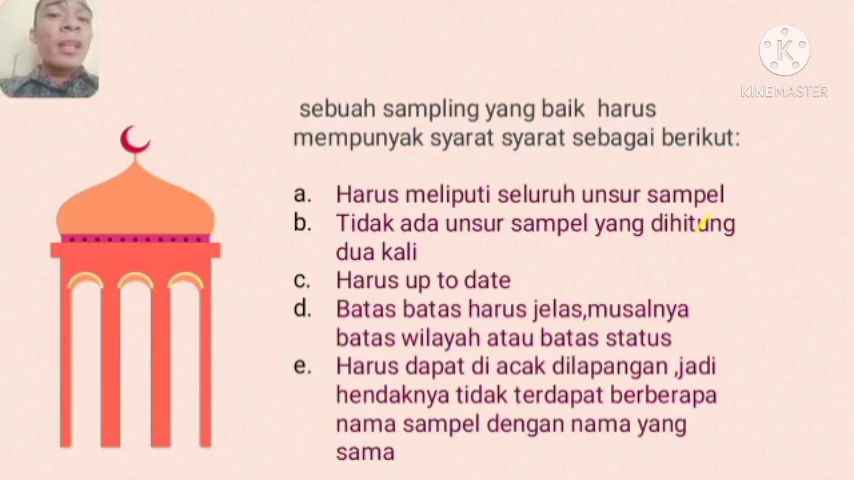 KINEMASTER
sebuah sampling yang baik harus
mempunyak syarat syarat sebagai berikut:
a. Harus meliputi seluruh unsur sampel
b. Tidak ada unsur sampel yang dihitung
dua kali
c. Harus up to date
d. Batas batas harus jelas,musalnya
batas wilayah atau batas status
e. Harus dapat di acak dilapangan ,jadi
hendaknya tidak terdapat berberapa
nama sampel dengan nama yang
sama